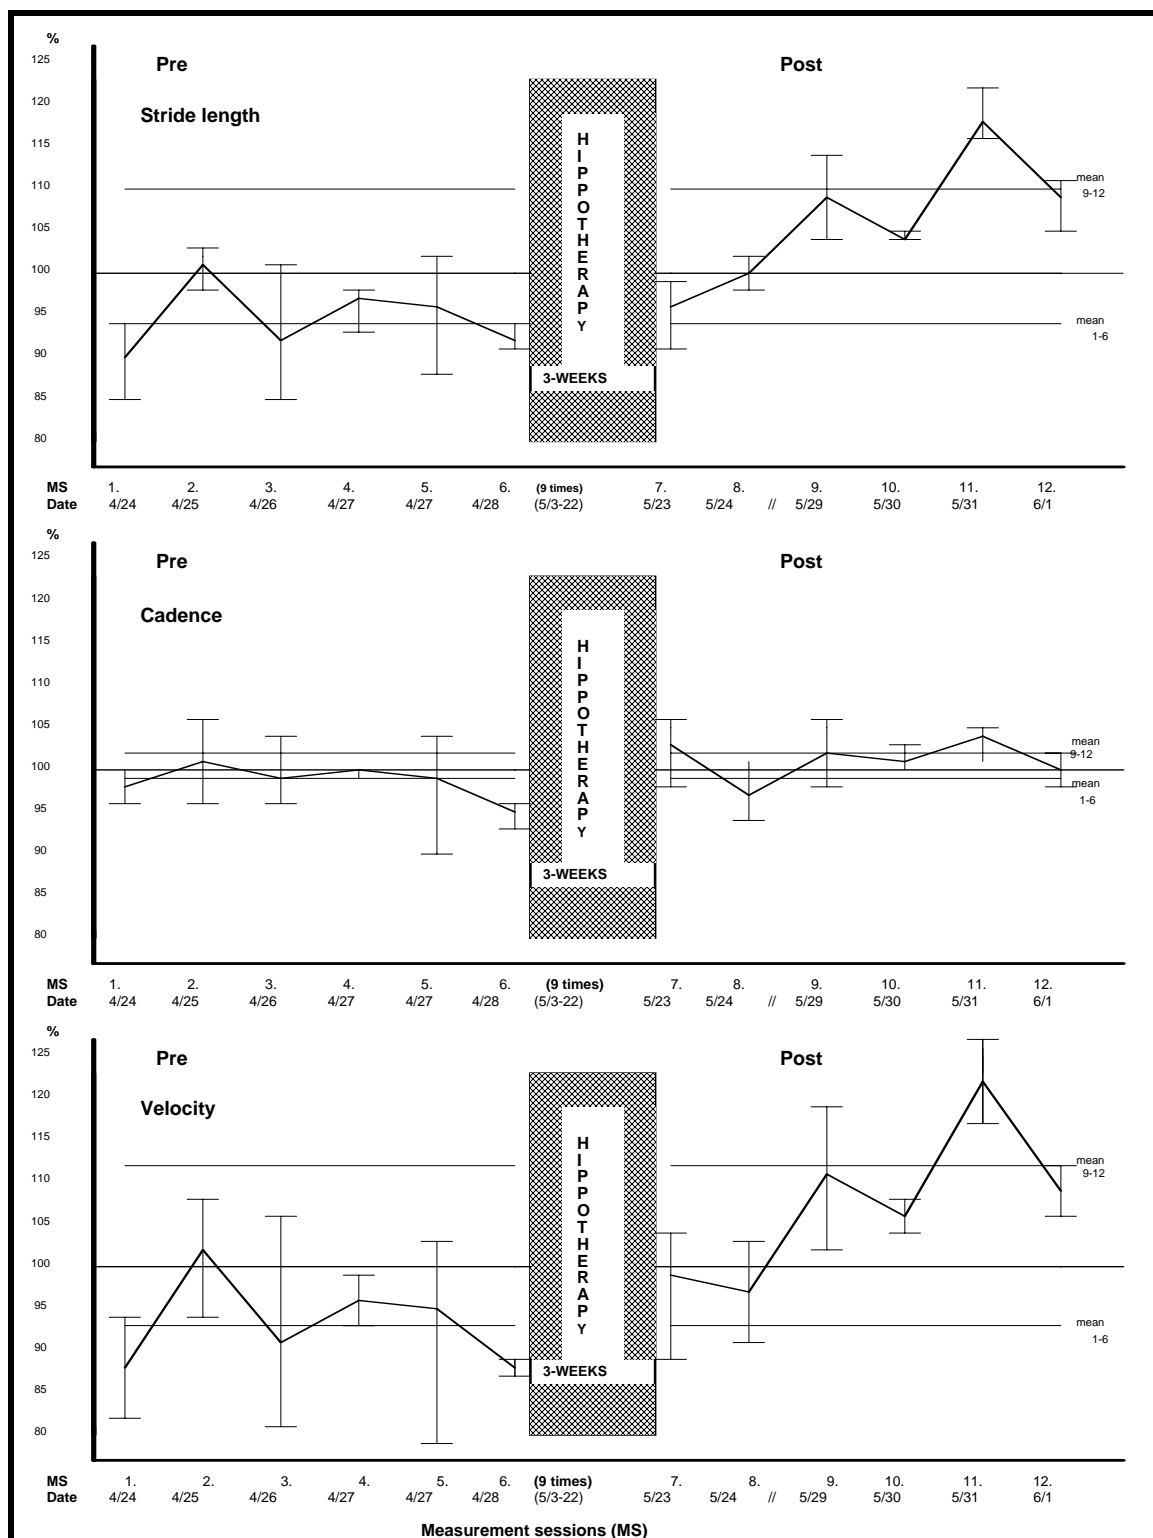 %
125
Pre
Post
120
Stride length
115
HIPPOTHERAPY
110
mean
9-12
105
100
95
mean
1-6
90
3-WEEKS
85
80
MS 1. 2. 3. 4. 5. 6. (9 times) 7. 8. 9. 10. 11. 12.
Date 4/24 4/25 4/26 4/27 4/27 4/28 (5/3-22) 5/23 5/24 // 5/29 5/30 5/31 6/1
%
125
Pre
Post
120
Cadence
115
HIPPOTHERAPY
110
105
mean
9-12
100
mean
1-6
95
90
3-WEEKS
85
80
MS 1. 2. 3. 4. 5. 6. (9 times) 7. 8. 9. 10. 11. 12.
Date 4/24 4/25 4/26 4/27 4/27 4/28 (5/3-22) 5/23 5/24 // 5/29 5/30 5/31 6/1
%
125
Pre
Post
120
Velocity
115
HIPPOTHERAPY
110
mean
9-12
105
100
95
mean
1-6
90
3-WEEKS
85
80
MS 1. 2. 3. 4. 5. 6. (9 times) 7. 8. 9. 10. 11. 12.
Date 4/24 4/25 4/26 4/27 4/27 4/28 (5/3-22) 5/23 5/24 // 5/29 5/30 5/31 6/1
Measurement sessions (MS)